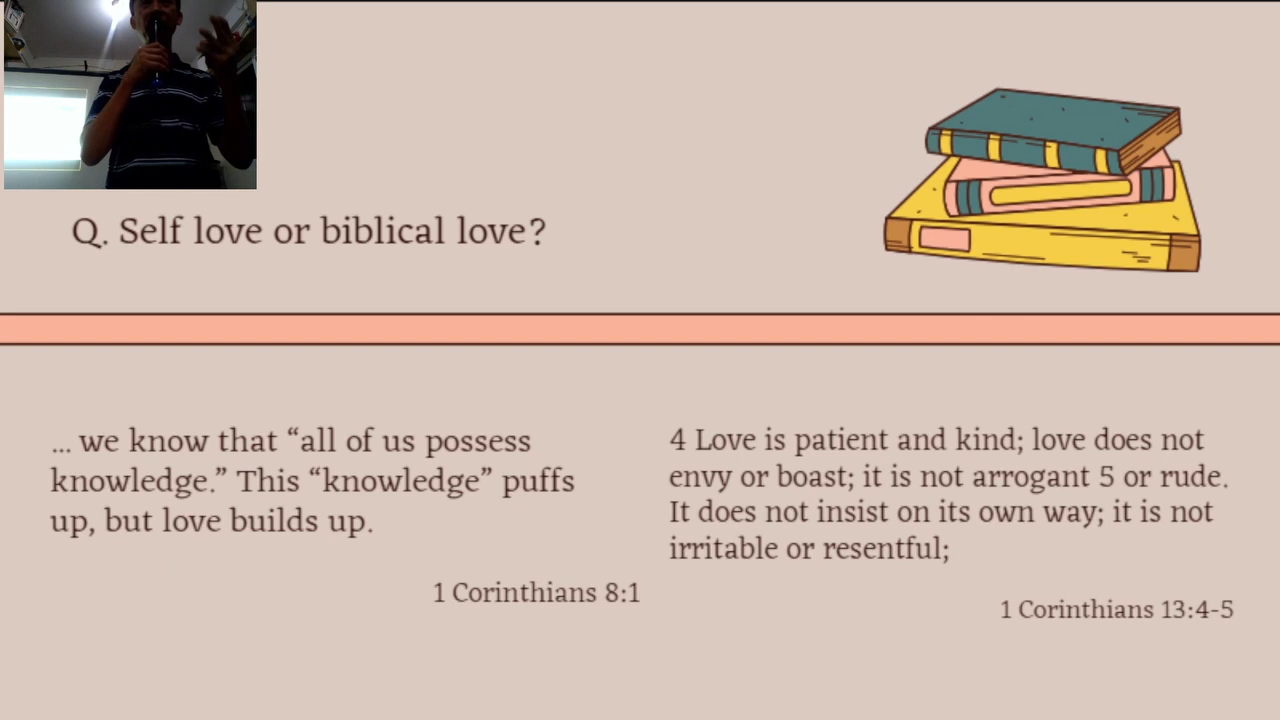 Q. Self love or biblical love?
... we know that “all of us possess
knowledge.” This “knowledge” puffs
up, but love builds up.
1 Corinthians 8:1
4 Love is patient and kind; love does not
envy or boast; it is not arrogant 5 or rude.
It does not insist on its own way; it is not
irritable or resentful;
1 Corinthians 13:4-5